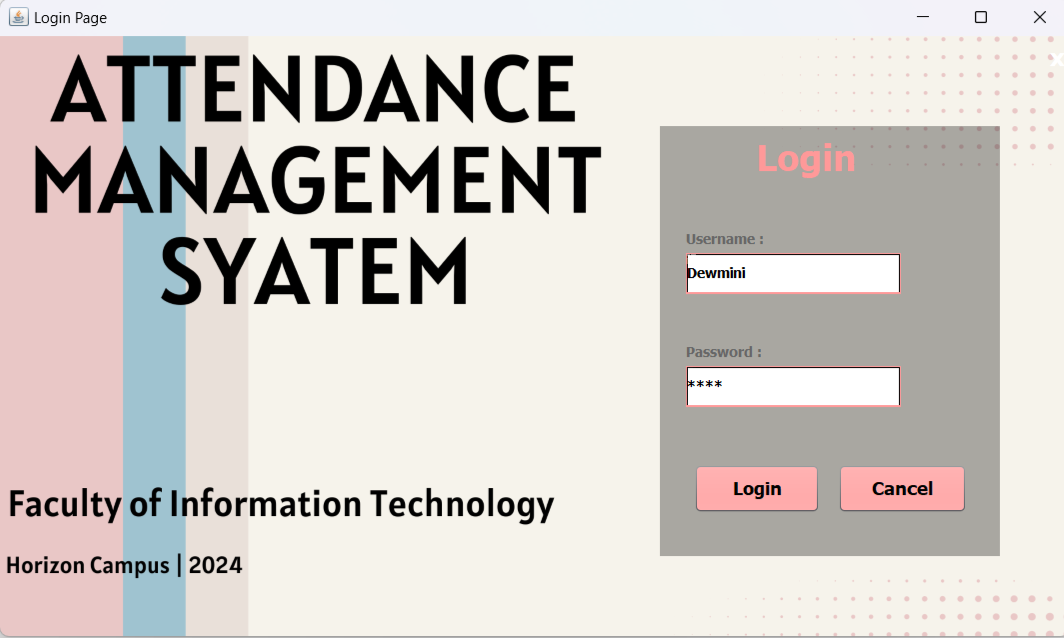 Login Page
ATTENDANCE
MANAGEMENT
SYATEM
Login
Username :
Dewmini
Password :
****
Login Cancel
Faculty of Information Technology
Horizon Campus | 2024